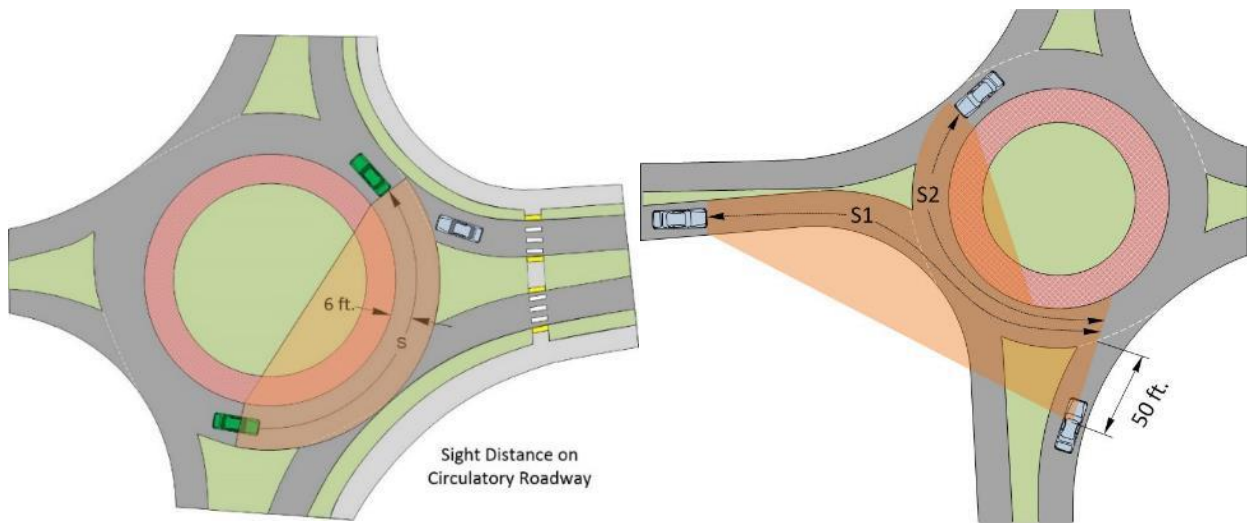 6 ft.
S
Sight Distance on
Circulatory Roadway
S2
S1
50 ft.